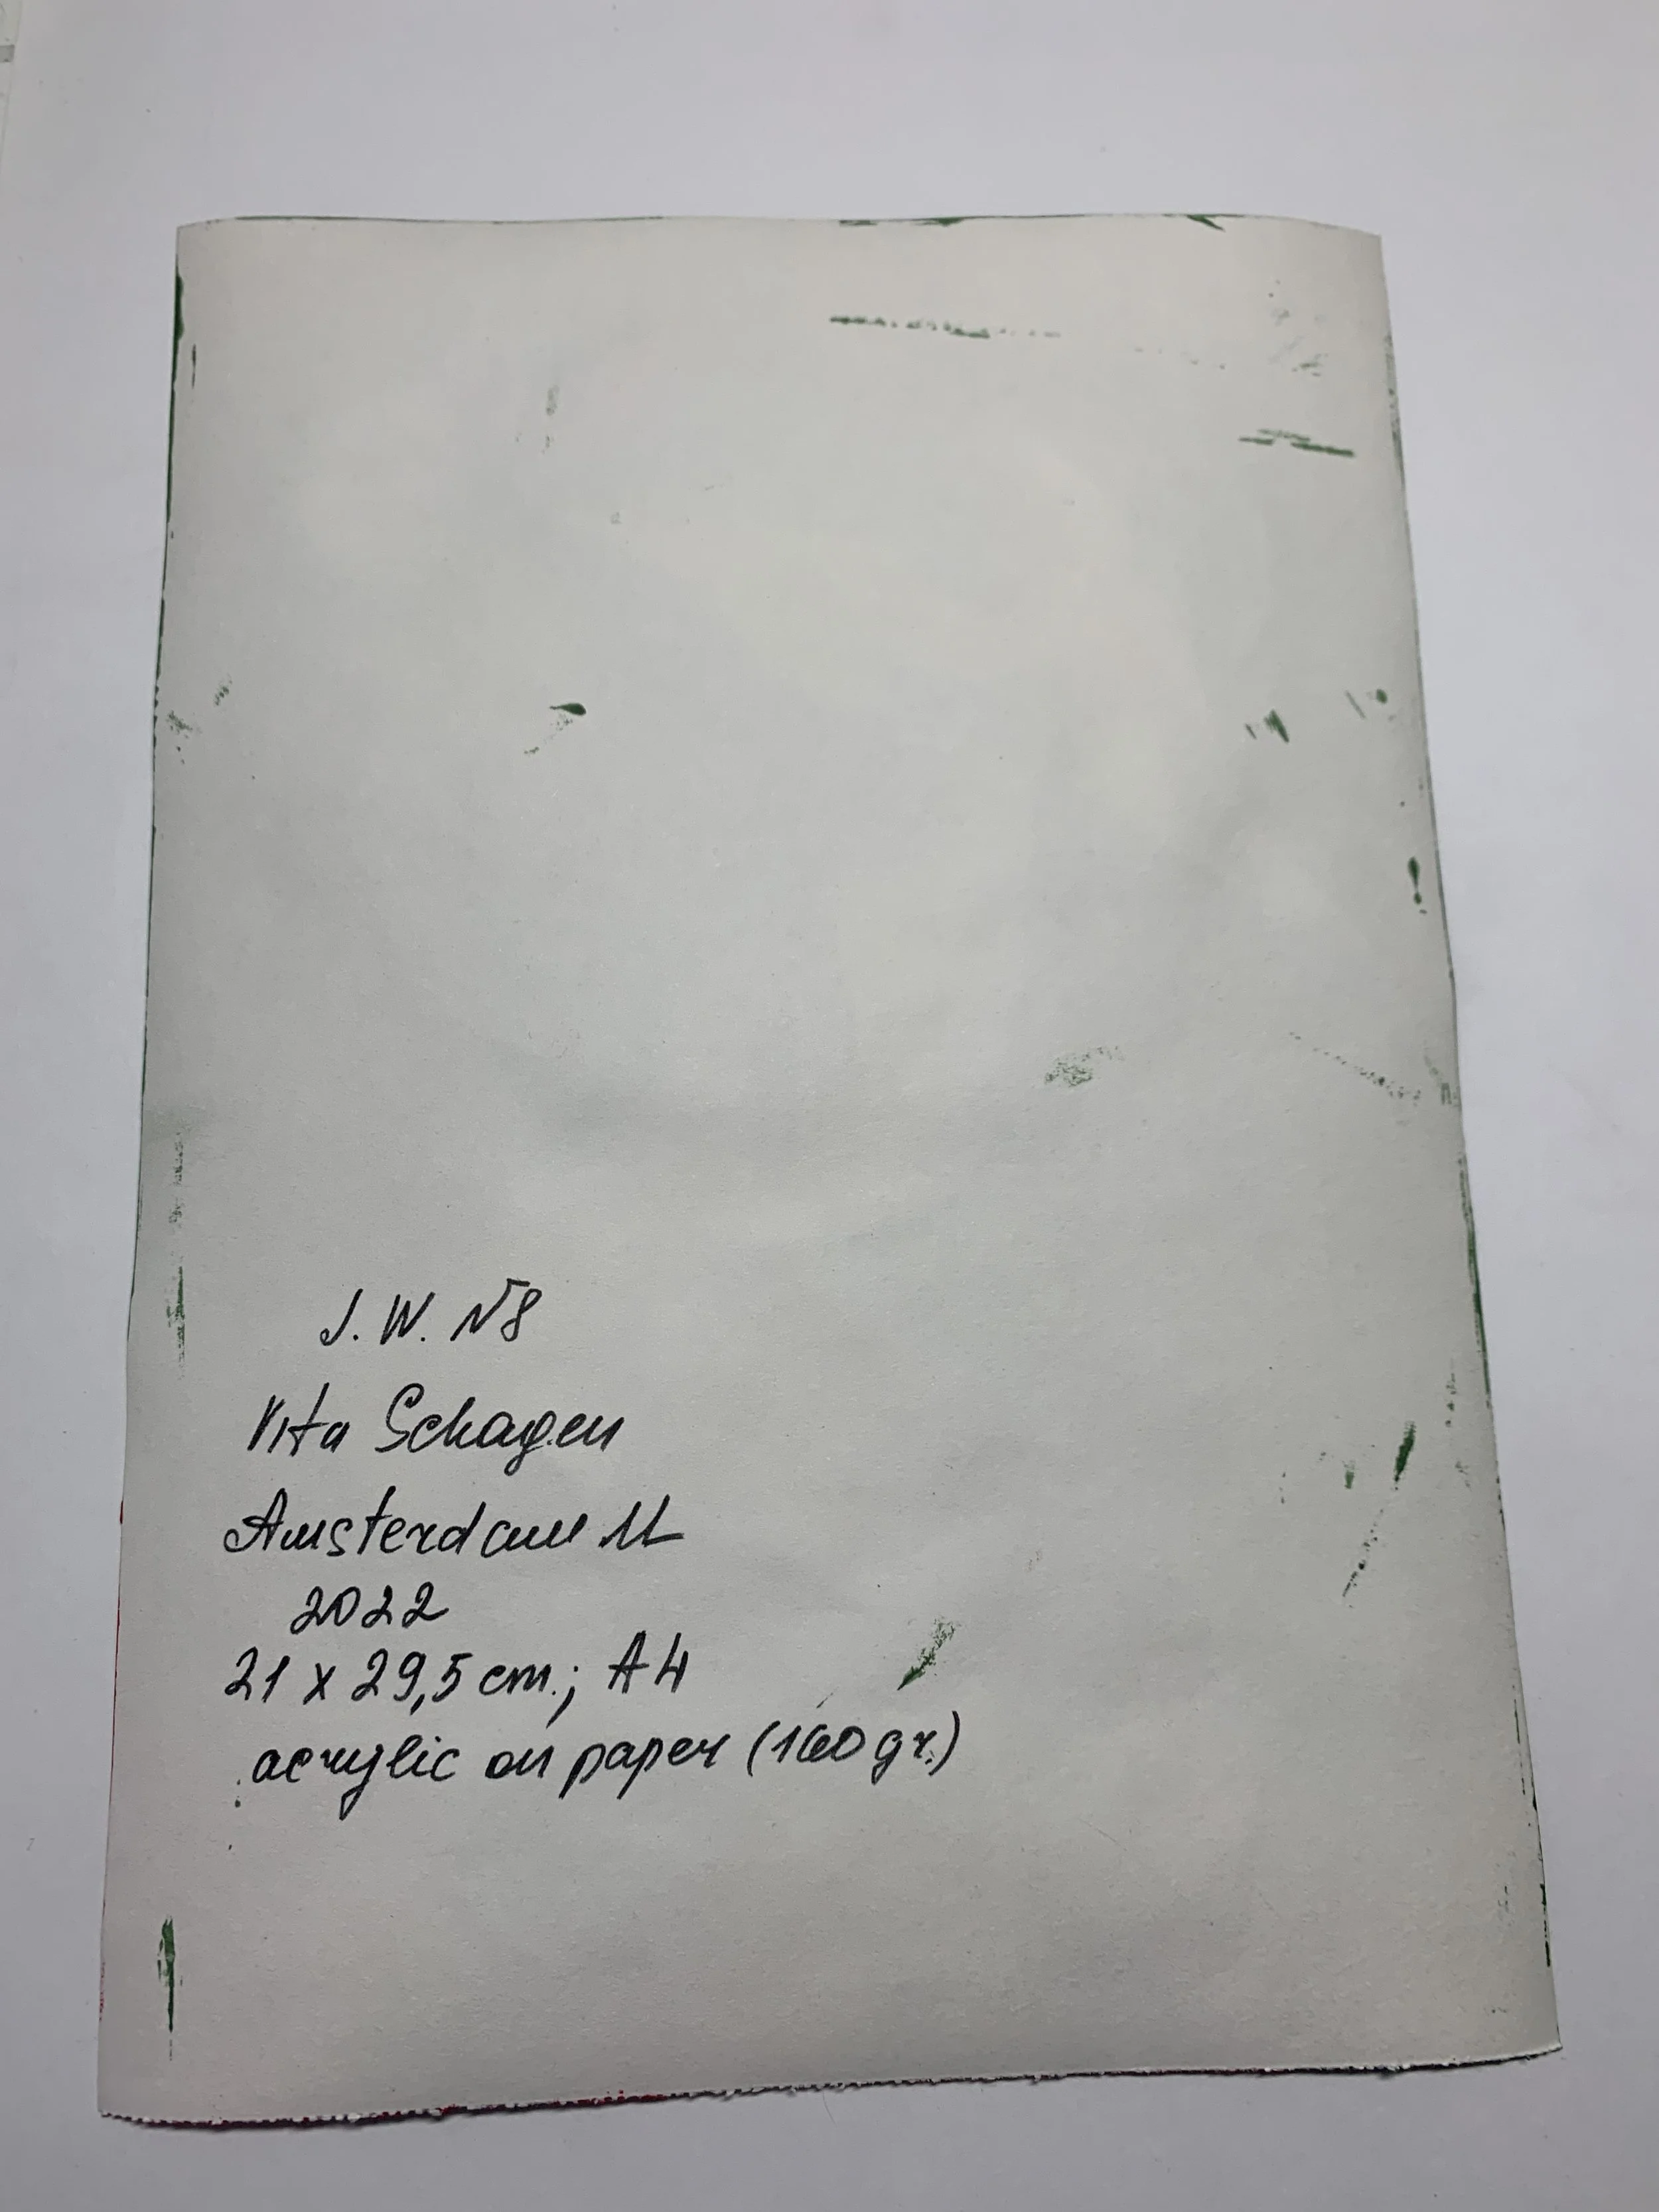 J. W. N8
Vita Schagen
Amsterdam NL
2022
21 x 29,5 cm.; A4
acrylic on paper (160 gr.)